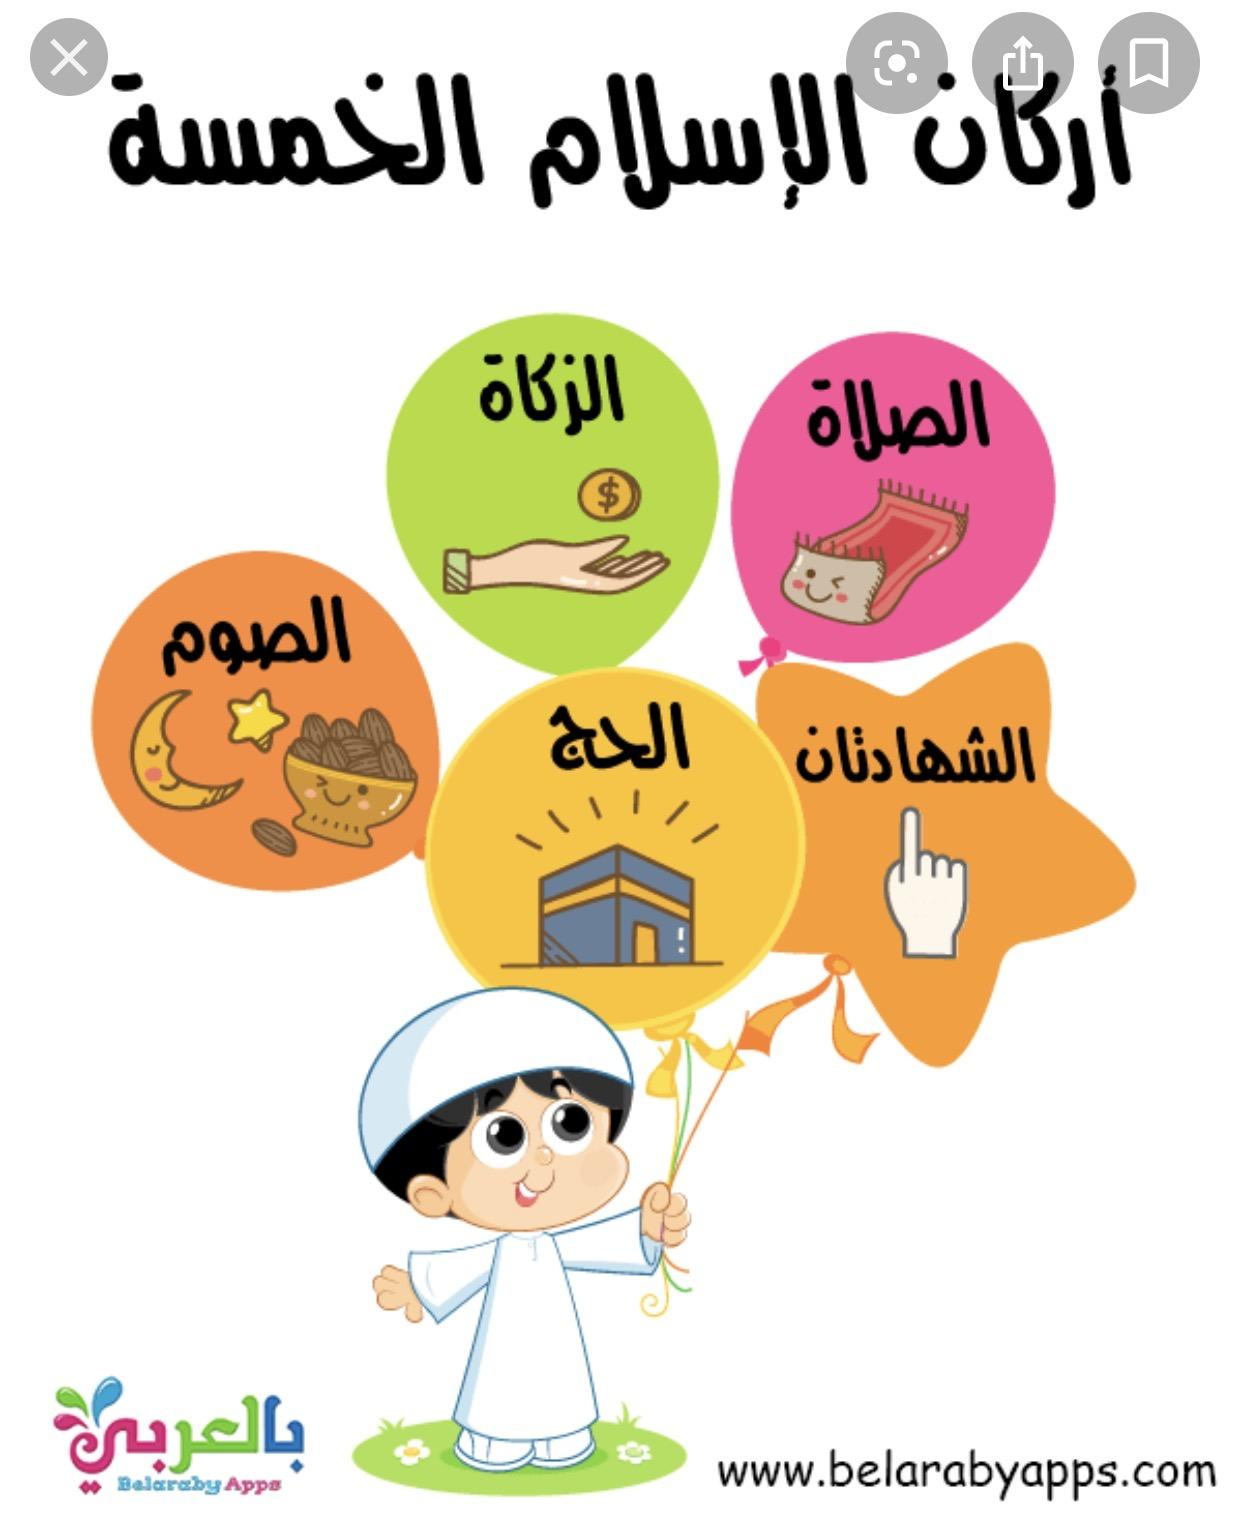 أركان الإسلام الخمسة
الصلاة
الزكاة
الصوم
الحج
الشهادتان
$
بالعربي
Belaraby Apps
www.belarabyapps.com